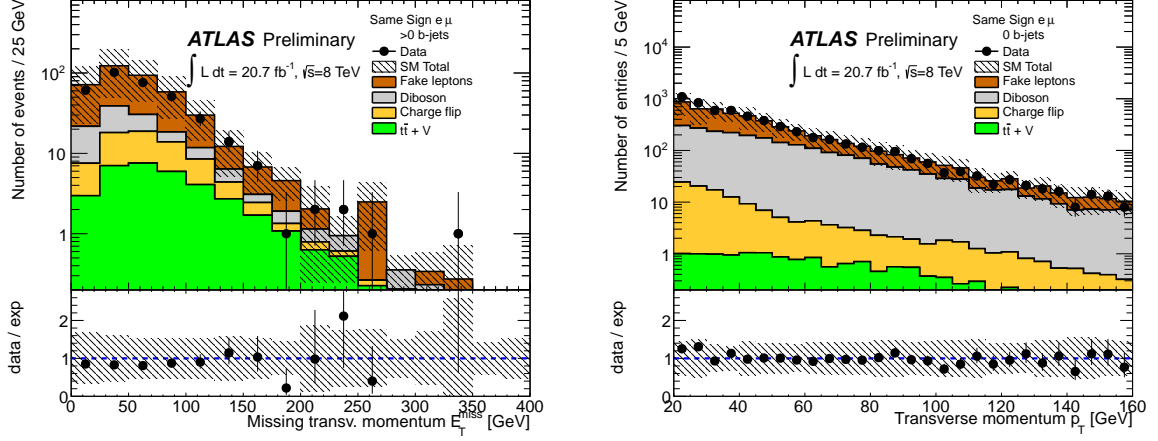 Number of events / 25 GeV
10²
10
1
ATLAS Preliminary
∫ L dt = 20.7 fb⁻¹, √s=8 TeV
Same Sign e μ
>0 b-jets
Data
SM Total
Fake leptons
Diboson
Charge flip
tt̄ + V
data / exp
2
1
0
0 50 100 150 200 250 300 350 400
Missing transv. momentum E_T^miss [GeV]
Number of entries / 5 GeV
10⁴
10³
10²
10
1
ATLAS Preliminary
∫ L dt = 20.7 fb⁻¹, √s=8 TeV
Same Sign e μ
0 b-jets
Data
SM Total
Fake leptons
Diboson
Charge flip
tt̄ + V
data / exp
2
1
0
20 40 60 80 100 120 140 160
Transverse momentum p_T [GeV]